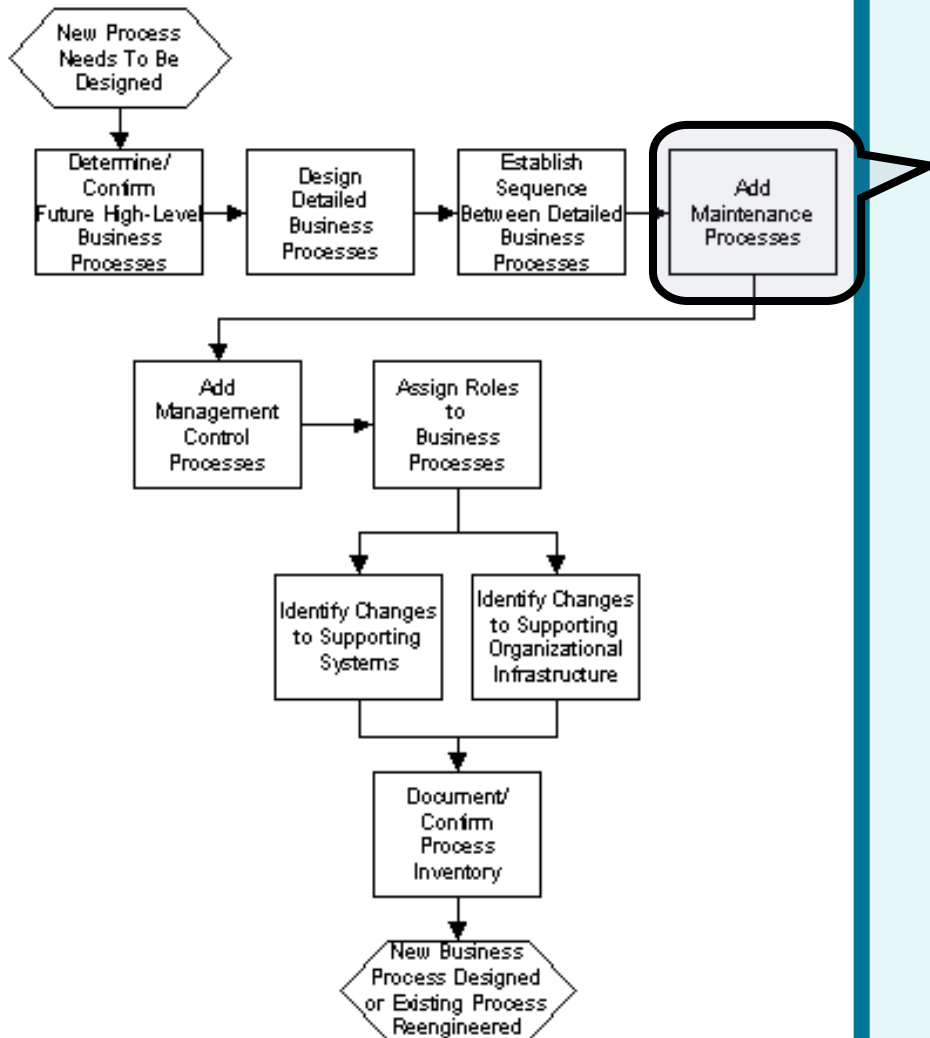 New Process
Needs To Be
Designed
Determine/
Confirm
Future High-Level
Business
Processes
Design
Detailed
Business
Processes
Establish
Sequence
Between Detailed
Business
Processes
Add
Maintenance
Processes
Add
Management
Control
Processes
Assign Roles
to
Business
Processes
Identify Changes
to Supporting
Systems
Identify Changes
to Supporting
Organizational
Infrastructure
Document/
Confirm
Process
Inventory
New Business
Process Designed
or Existing Process
Reengineered